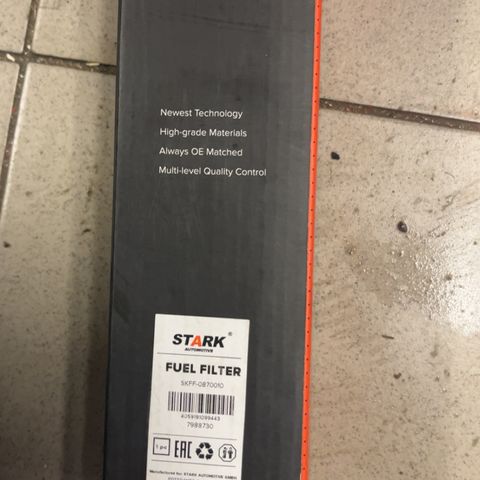 Newest Technology
High-grade Materials
Always OE Matched
Multi-level Quality Control
STARK ®
AUTOMOTIVE
FUEL FILTER
SKFF-0870010
4059191099443
7988730
1 pc
EAC
Manufactured for: STARK AUTOMOTIVE GMBH